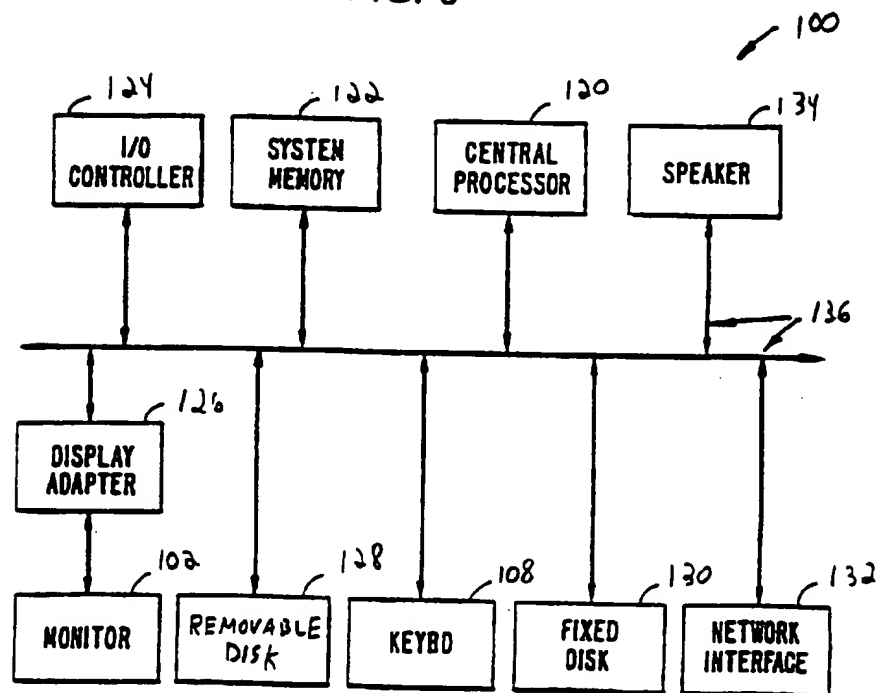 100
124
122
120
134
I/O
CONTROLLER
SYSTEM
MEMORY
CENTRAL
PROCESSOR
SPEAKER
136
126
DISPLAY
ADAPTER
102
128
108
130
132
MONITOR
REMOVABLE
DISK
KEYBD
FIXED
DISK
NETWORK
INTERFACE